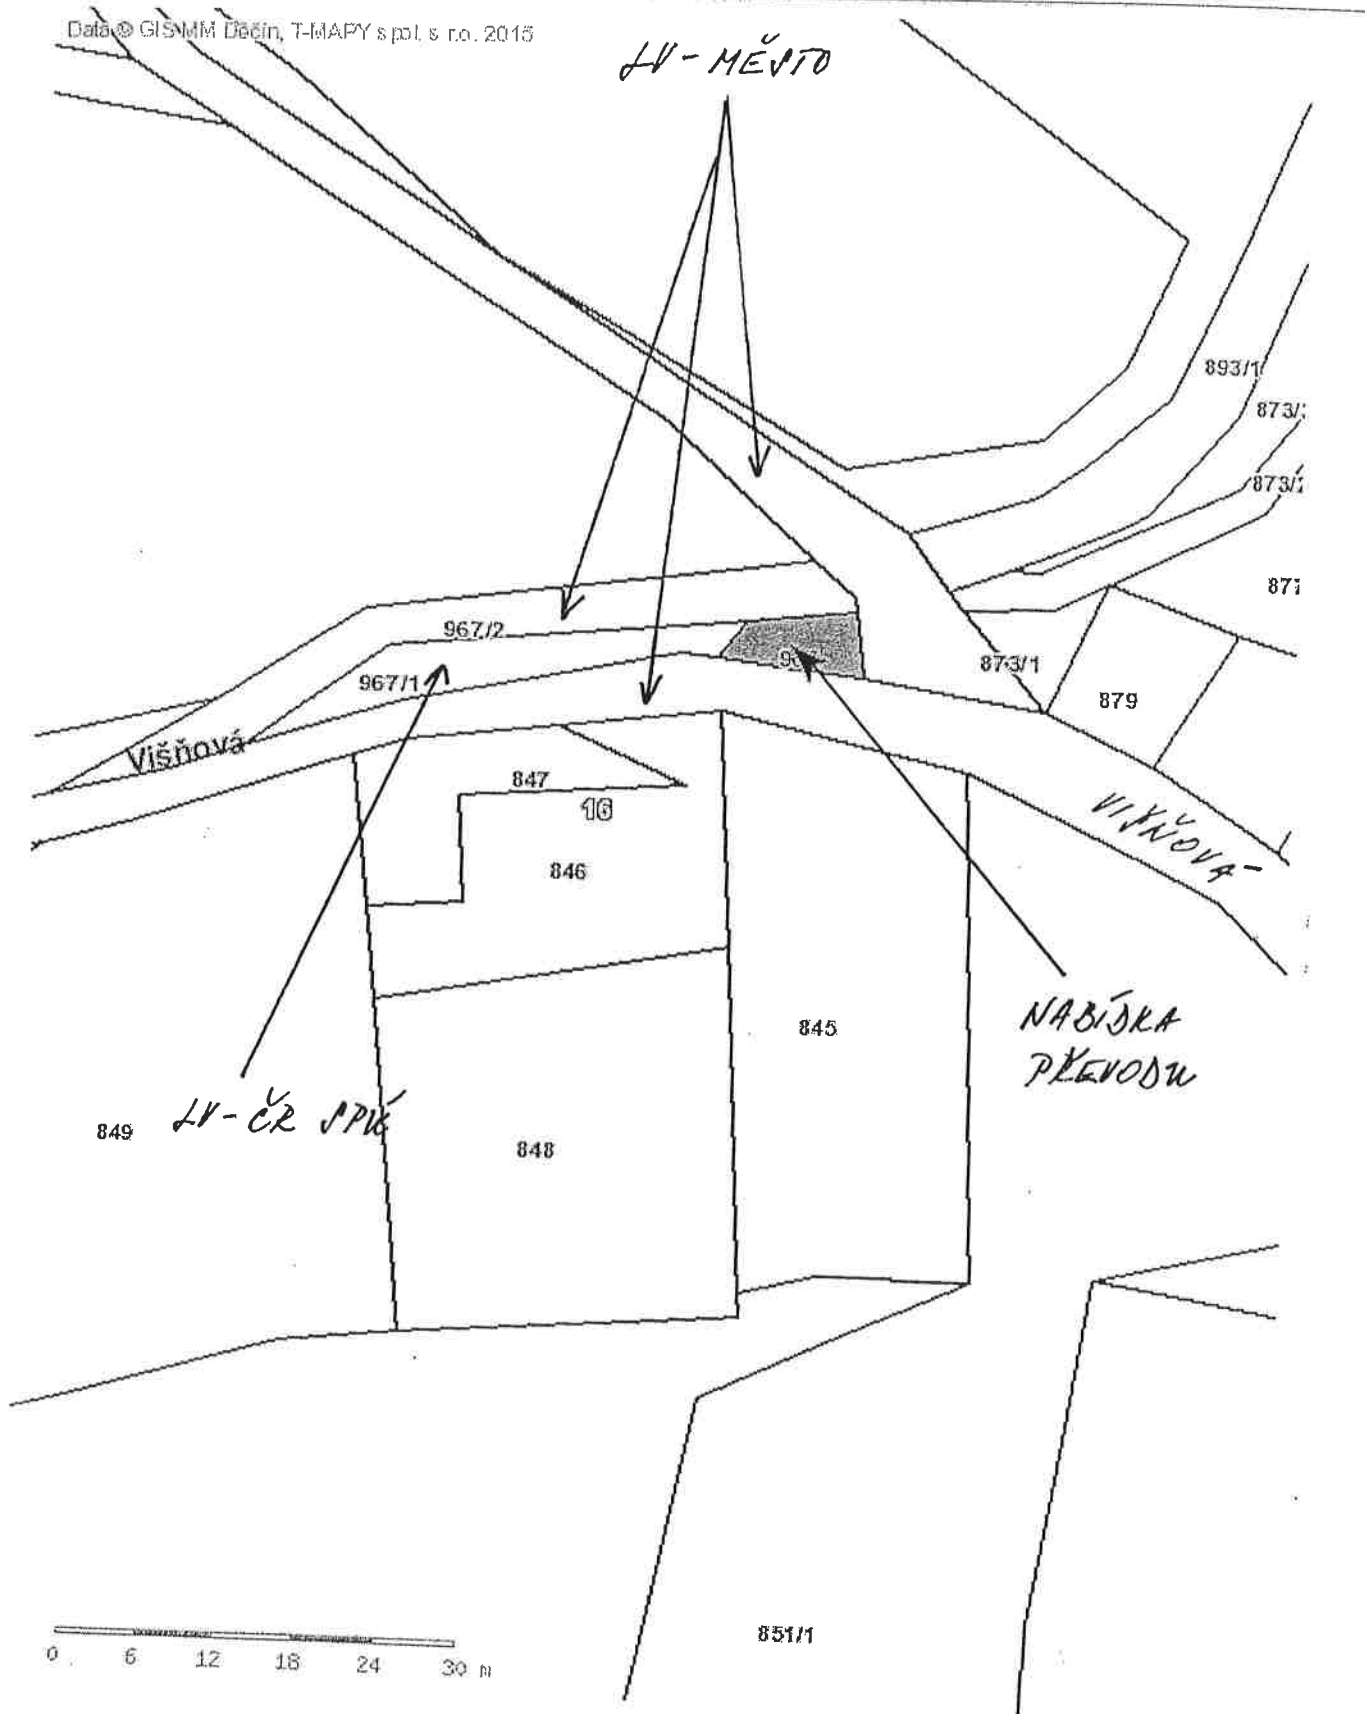 Data © GIS MM Děčín, T-MAPY spol. s r.o. 2015
LV - MĚSTO
893/1
873/
873/
967/2
967/1
873/1
879
Višňová
847
16
846
VIŠŇOVÁ
845
NABÍDKA
PŘEVODU
849
LV - ČR SPÚ
848
851/1
0 6 12 18 24 30 m